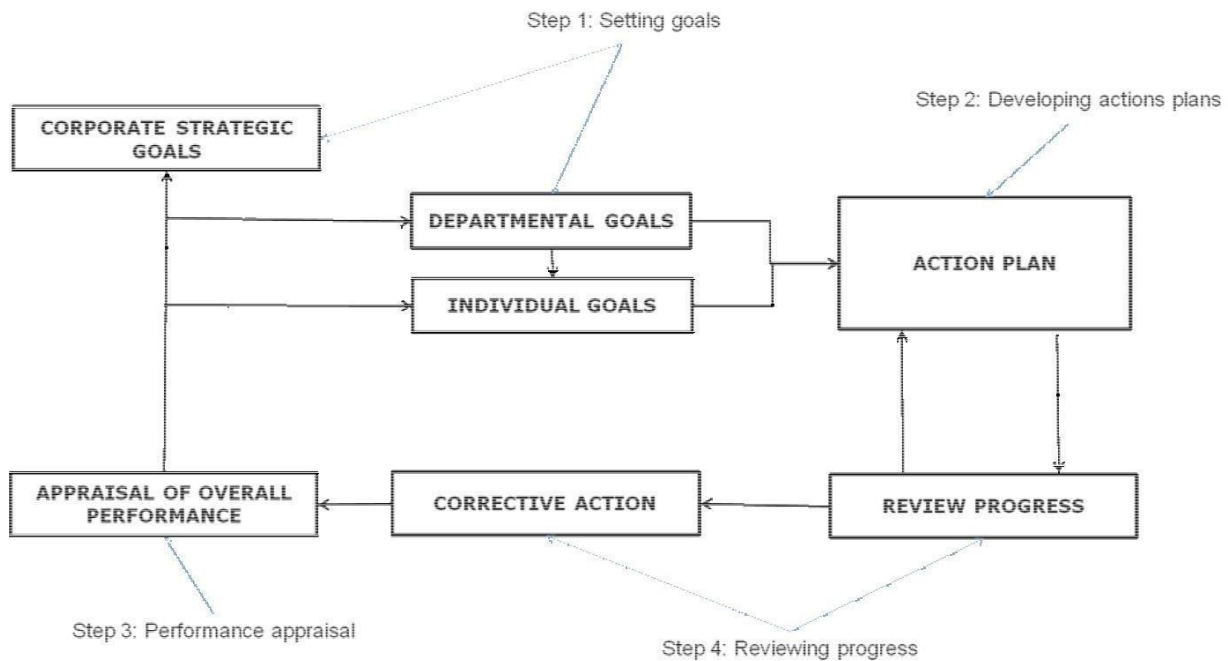 Step 1: Setting goals
Step 2: Developing actions plans
CORPORATE STRATEGIC
GOALS
DEPARTMENTAL GOALS
ACTION PLAN
INDIVIDUAL GOALS
APPRAISAL OF OVERALL
PERFORMANCE
CORRECTIVE ACTION
REVIEW PROGRESS
Step 3: Performance appraisal
Step 4: Reviewing progress